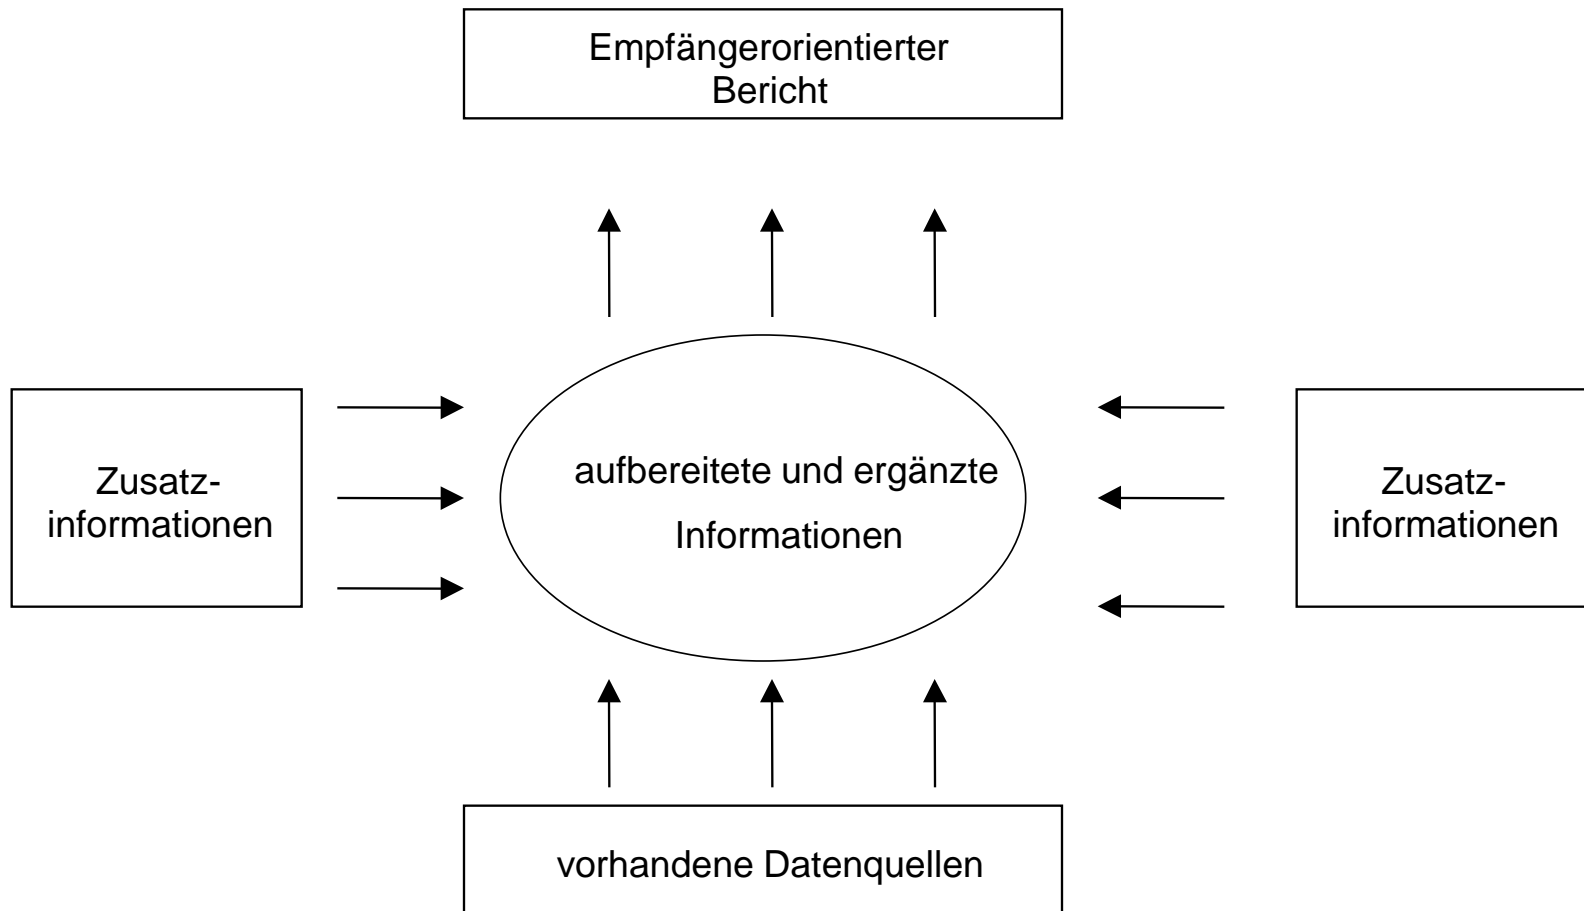 Empfängerorientierter
Bericht
Zusatz-
informationen
aufbereitete und ergänzte
Informationen
Zusatz-
informationen
vorhandene Datenquellen